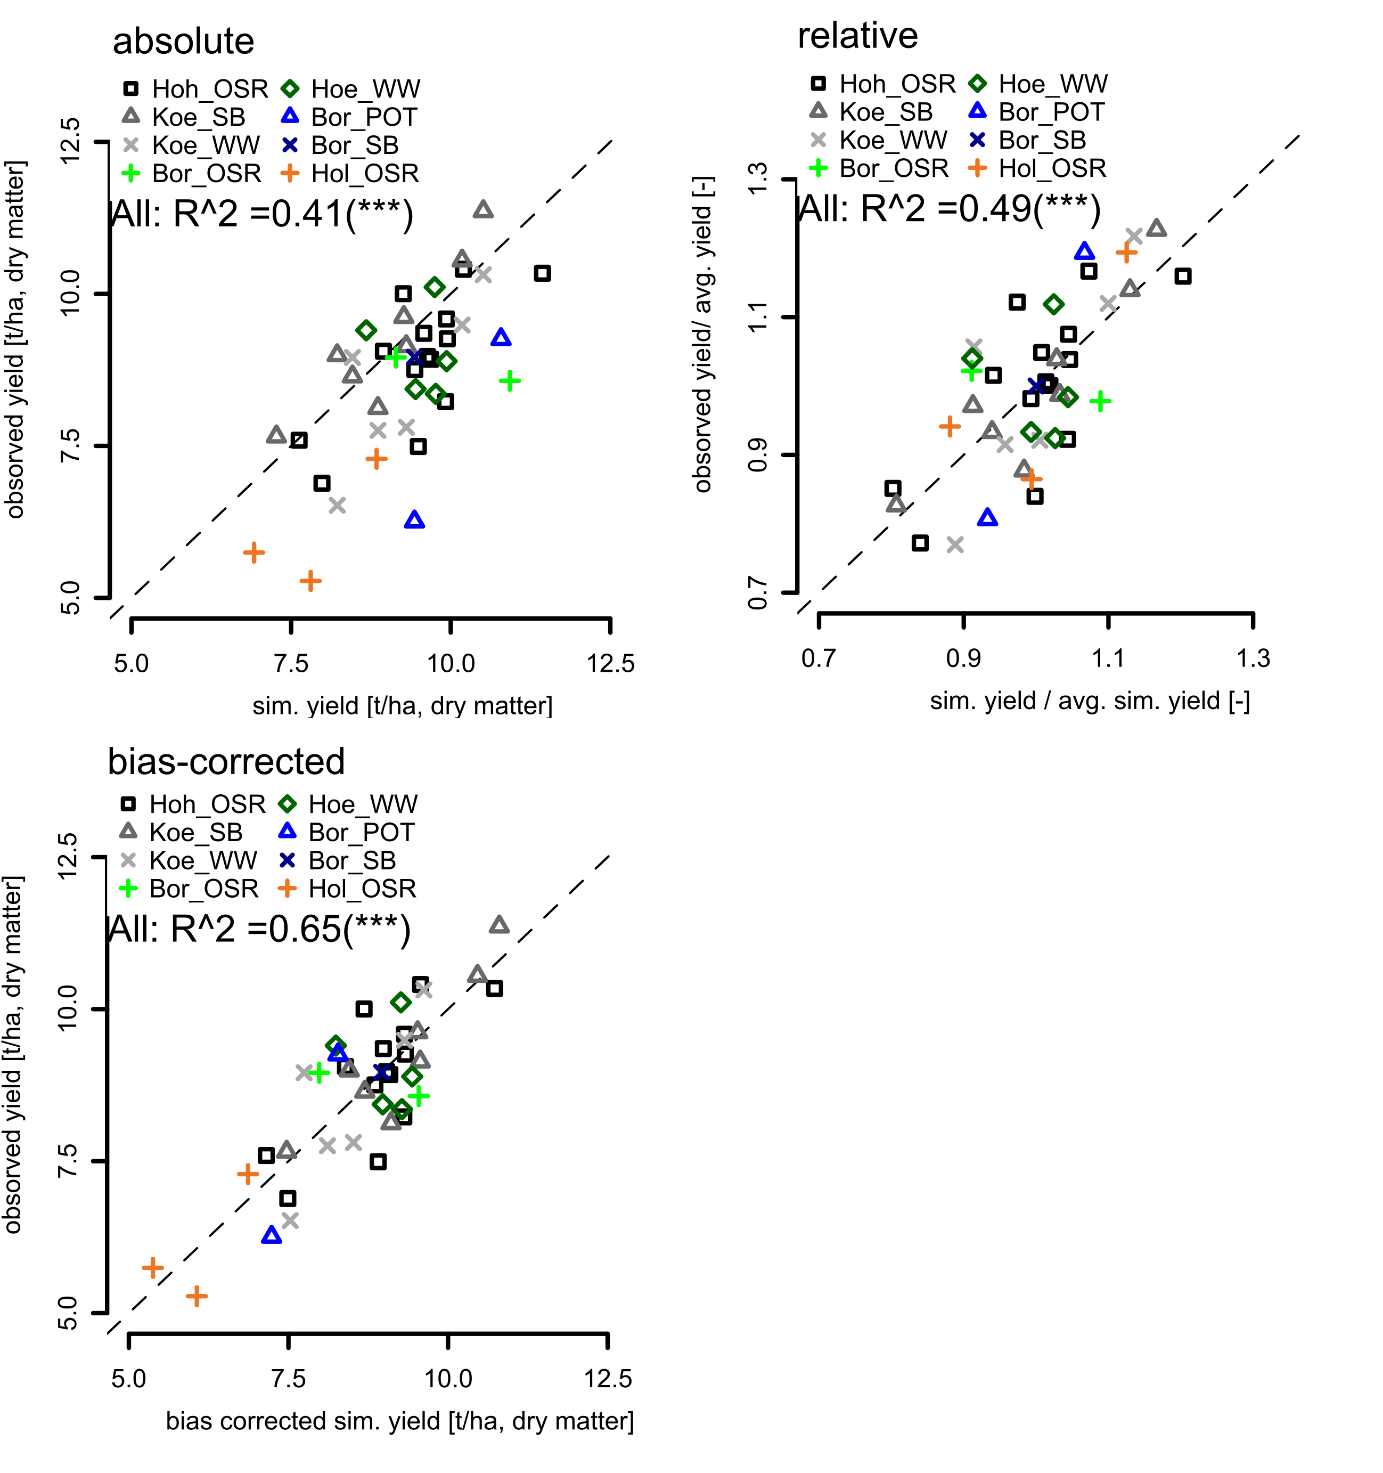 absolute
Hoh_OSR Hoe_WW
Koe_SB Bor_POT
Koe_WW Bor_SB
Bor_OSR Hol_OSR
All: R^2 =0.41(***)
12.5
10.0
7.5
5.0
observed yield [t/ha, dry matter]
5.0 7.5 10.0 12.5
sim. yield [t/ha, dry matter]
relative
Hoh_OSR Hoe_WW
Koe_SB Bor_POT
Koe_WW Bor_SB
Bor_OSR Hol_OSR
All: R^2 =0.49(***)
1.3
1.1
0.9
0.7
observed yield/ avg. yield [-]
0.7 0.9 1.1 1.3
sim. yield / avg. sim. yield [-]
bias-corrected
Hoh_OSR Hoe_WW
Koe_SB Bor_POT
Koe_WW Bor_SB
Bor_OSR Hol_OSR
All: R^2 =0.65(***)
12.5
10.0
7.5
5.0
observed yield [t/ha, dry matter]
5.0 7.5 10.0 12.5
bias corrected sim. yield [t/ha, dry matter]